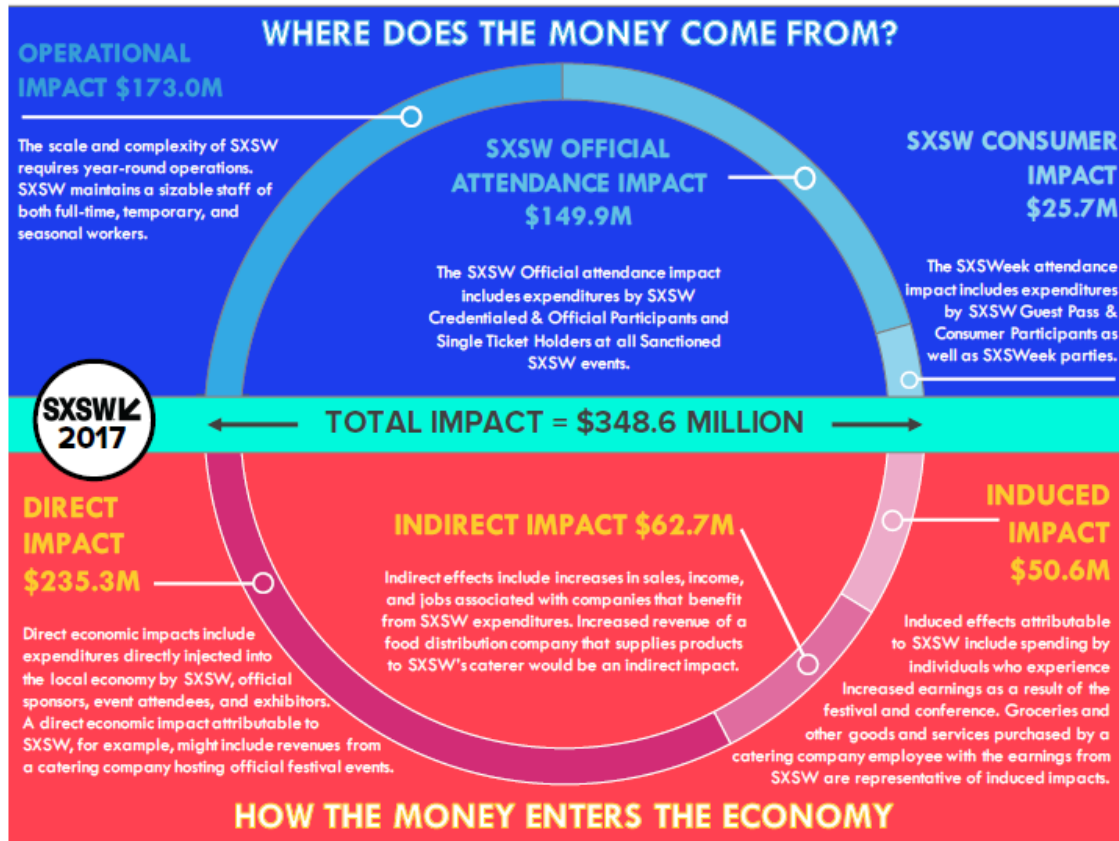 WHERE DOES THE MONEY COME FROM?
OPERATIONAL
IMPACT $173.0M
The scale and complexity of SXSW
requires year-round operations.
SXSW maintains a sizable staff of
both full-time, temporary, and
seasonal workers.
SXSW OFFICIAL
ATTENDANCE IMPACT
$149.9M
The SXSW Official attendance impact
includes expenditures by SXSW
Credentialed & Official Participants and
Single Ticket Holders at all Sanctioned
SXSW events.
SXSW CONSUMER
IMPACT
$25.7M
The SXSWeek attendance
impact includes expenditures
by SXSW Guest Pass &
Consumer Participants as
well as SXSWeek parties.
SXSW
2017
TOTAL IMPACT = $348.6 MILLION
DIRECT
IMPACT
$235.3M
Direct economic impacts include
expenditures directly injected into
the local economy by SXSW, official
sponsors, event attendees, and exhibitors.
A direct economic impact attributable to
SXSW, for example, might include revenues from
a catering company hosting official festival events.
INDIRECT IMPACT $62.7M
Indirect effects include increases in sales, income,
and jobs associated with companies that benefit
from SXSW expenditures. Increased revenue of a
food distribution company that supplies products
to SXSW's caterer would be an indirect impact.
INDUCED
IMPACT
$50.6M
Induced effects attributable
to SXSW include spending by
individuals who experience
Increased earnings as a result of the
festival and conference. Groceries and
other goods and services purchased by a
catering company employee with the earnings from
SXSW are representative of induced impacts.
HOW THE MONEY ENTERS THE ECONOMY